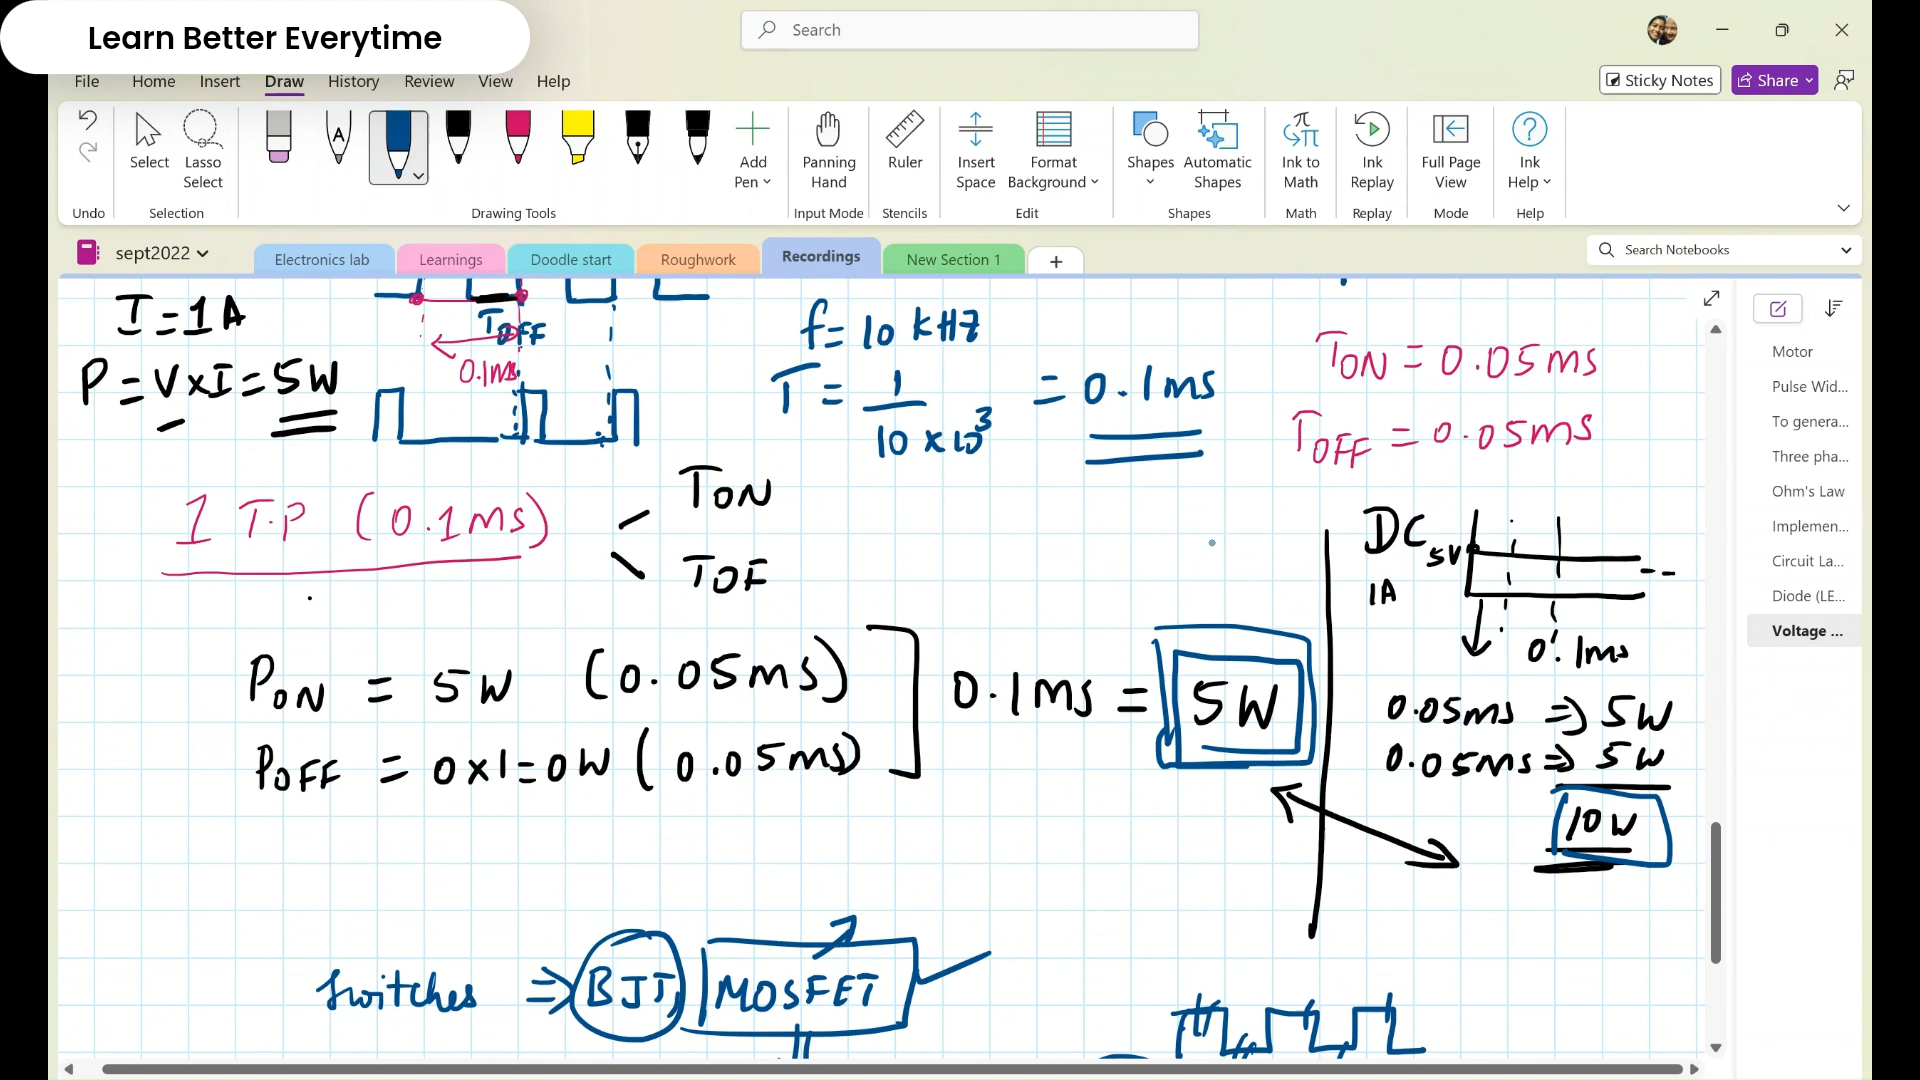 Learn Better Everytime
Search
File Home Insert Draw History Review View Help
Sticky Notes Share
Select Lasso Select Add Pen Panning Hand Ruler Insert Space Format Background Shapes Automatic Shapes Ink to Math Ink Replay Full Page View Ink Help
Undo Selection Drawing Tools Input Mode Stencils Edit Shapes Math Replay Mode Help
sept2022 Electronics lab Learnings Doodle start Roughwork Recordings New Section 1 + Search Notebooks
I = 1A
TOFF
0.1ms
P = V x I = 5W
f = 10 KHZ
T = 1 / 10 x 10³ = 0.1ms
TON = 0.05ms
TOFF = 0.05ms
1 T.P (0.1ms)
TON
TOF
DC 5V
1A
0.1ms
PON = 5W (0.05ms)
POFF = 0x1=0W (0.05ms)
0.1ms = 5W
0.05ms => 5W
0.05ms => 5W
10W
Switches => BJT, MOSFET
Motor
Pulse Wid...
To genera...
Three pha...
Ohm's Law
Implemen...
Circuit La...
Diode (LE...
Voltage ...